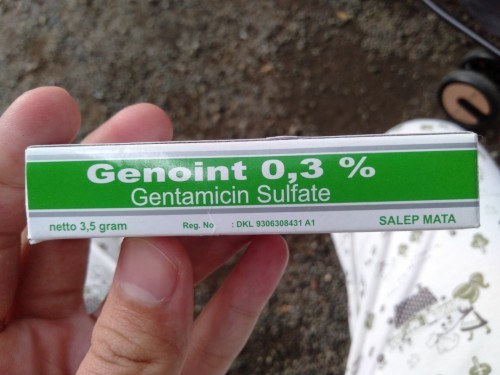 Genoint 0,3 %
Gentamicin Sulfate
netto 3,5 gram Reg. No : DKL 9306308431 A1 SALEP MATA